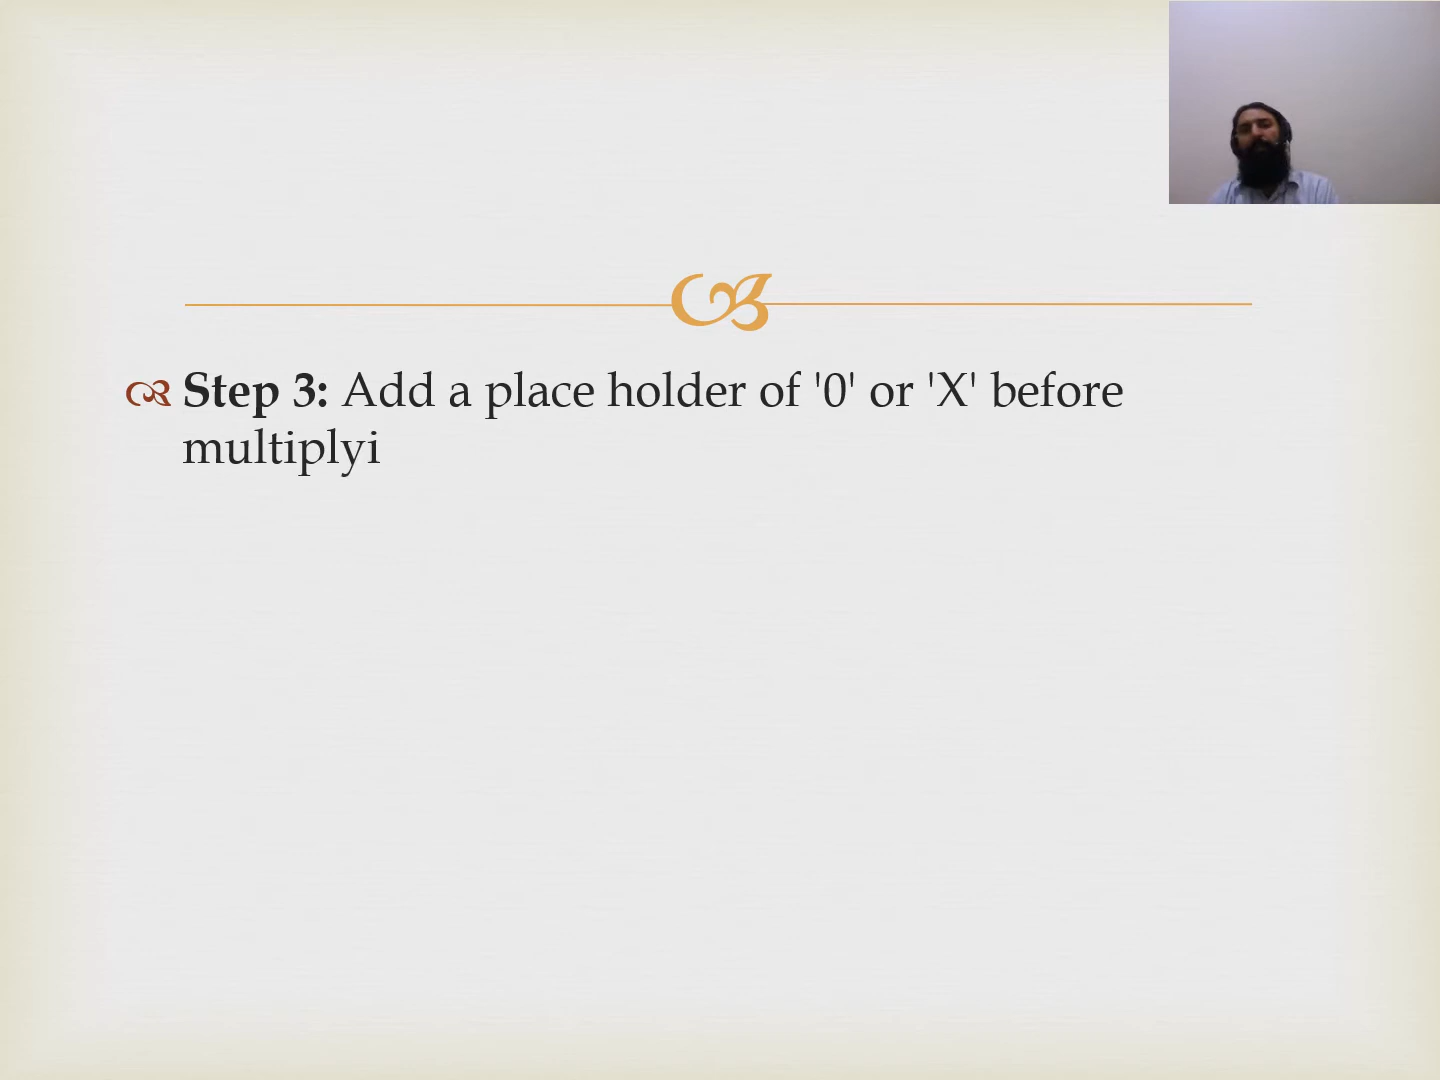 Step 3: Add a place holder of '0' or 'X' before
multiplyi